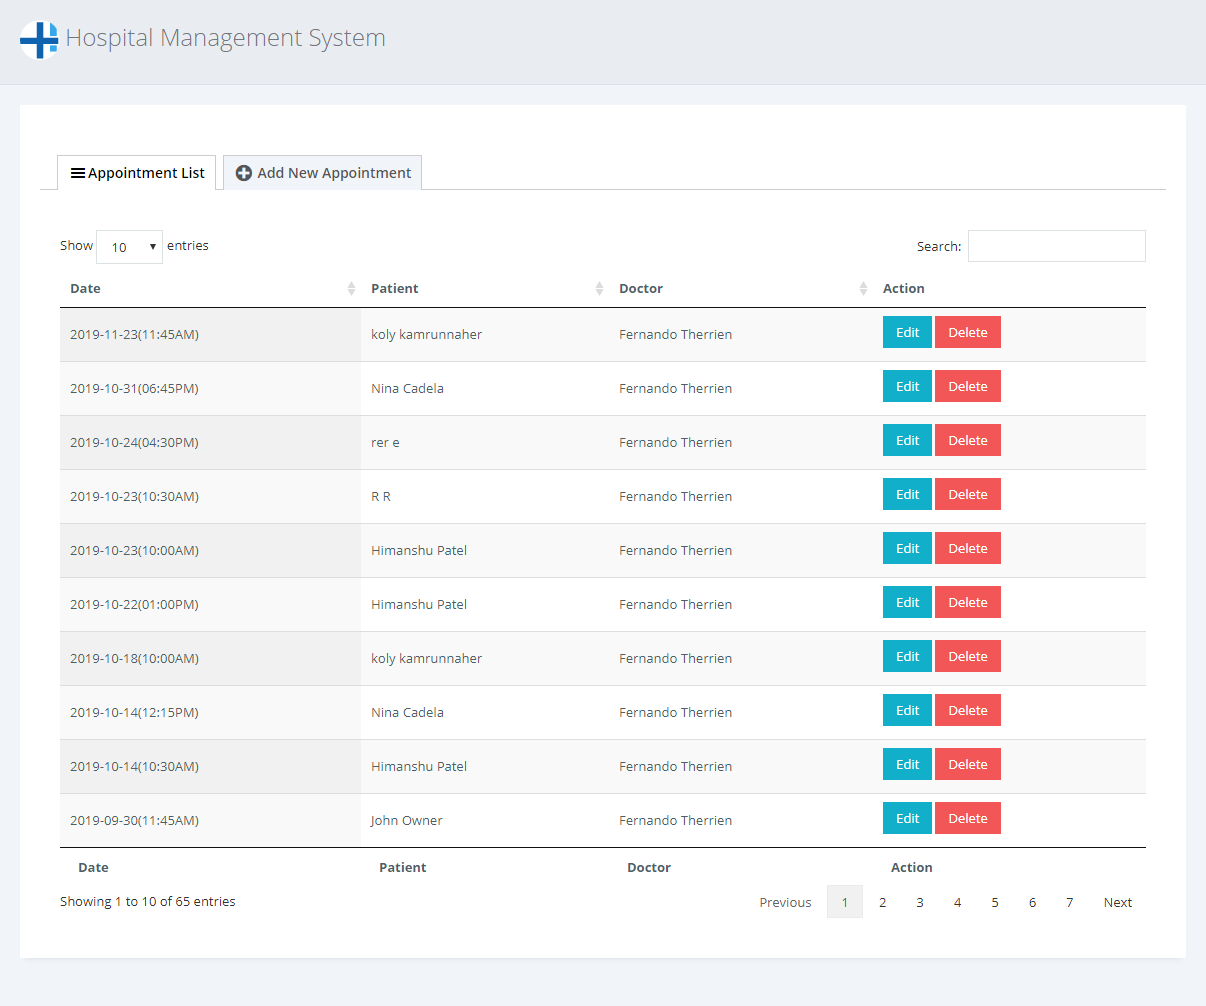 Hospital Management System
Appointment List Add New Appointment
Show 10 entries Search:
Date Patient Doctor Action
2019-11-23(11:45AM) koly kamrunnaher Fernando Therrien Edit Delete
2019-10-31(06:45PM) Nina Cadela Fernando Therrien Edit Delete
2019-10-24(04:30PM) rer e Fernando Therrien Edit Delete
2019-10-23(10:30AM) R R Fernando Therrien Edit Delete
2019-10-23(10:00AM) Himanshu Patel Fernando Therrien Edit Delete
2019-10-22(01:00PM) Himanshu Patel Fernando Therrien Edit Delete
2019-10-18(10:00AM) koly kamrunnaher Fernando Therrien Edit Delete
2019-10-14(12:15PM) Nina Cadela Fernando Therrien Edit Delete
2019-10-14(10:30AM) Himanshu Patel Fernando Therrien Edit Delete
2019-09-30(11:45AM) John Owner Fernando Therrien Edit Delete
Date Patient Doctor Action
Showing 1 to 10 of 65 entries Previous 1 2 3 4 5 6 7 Next